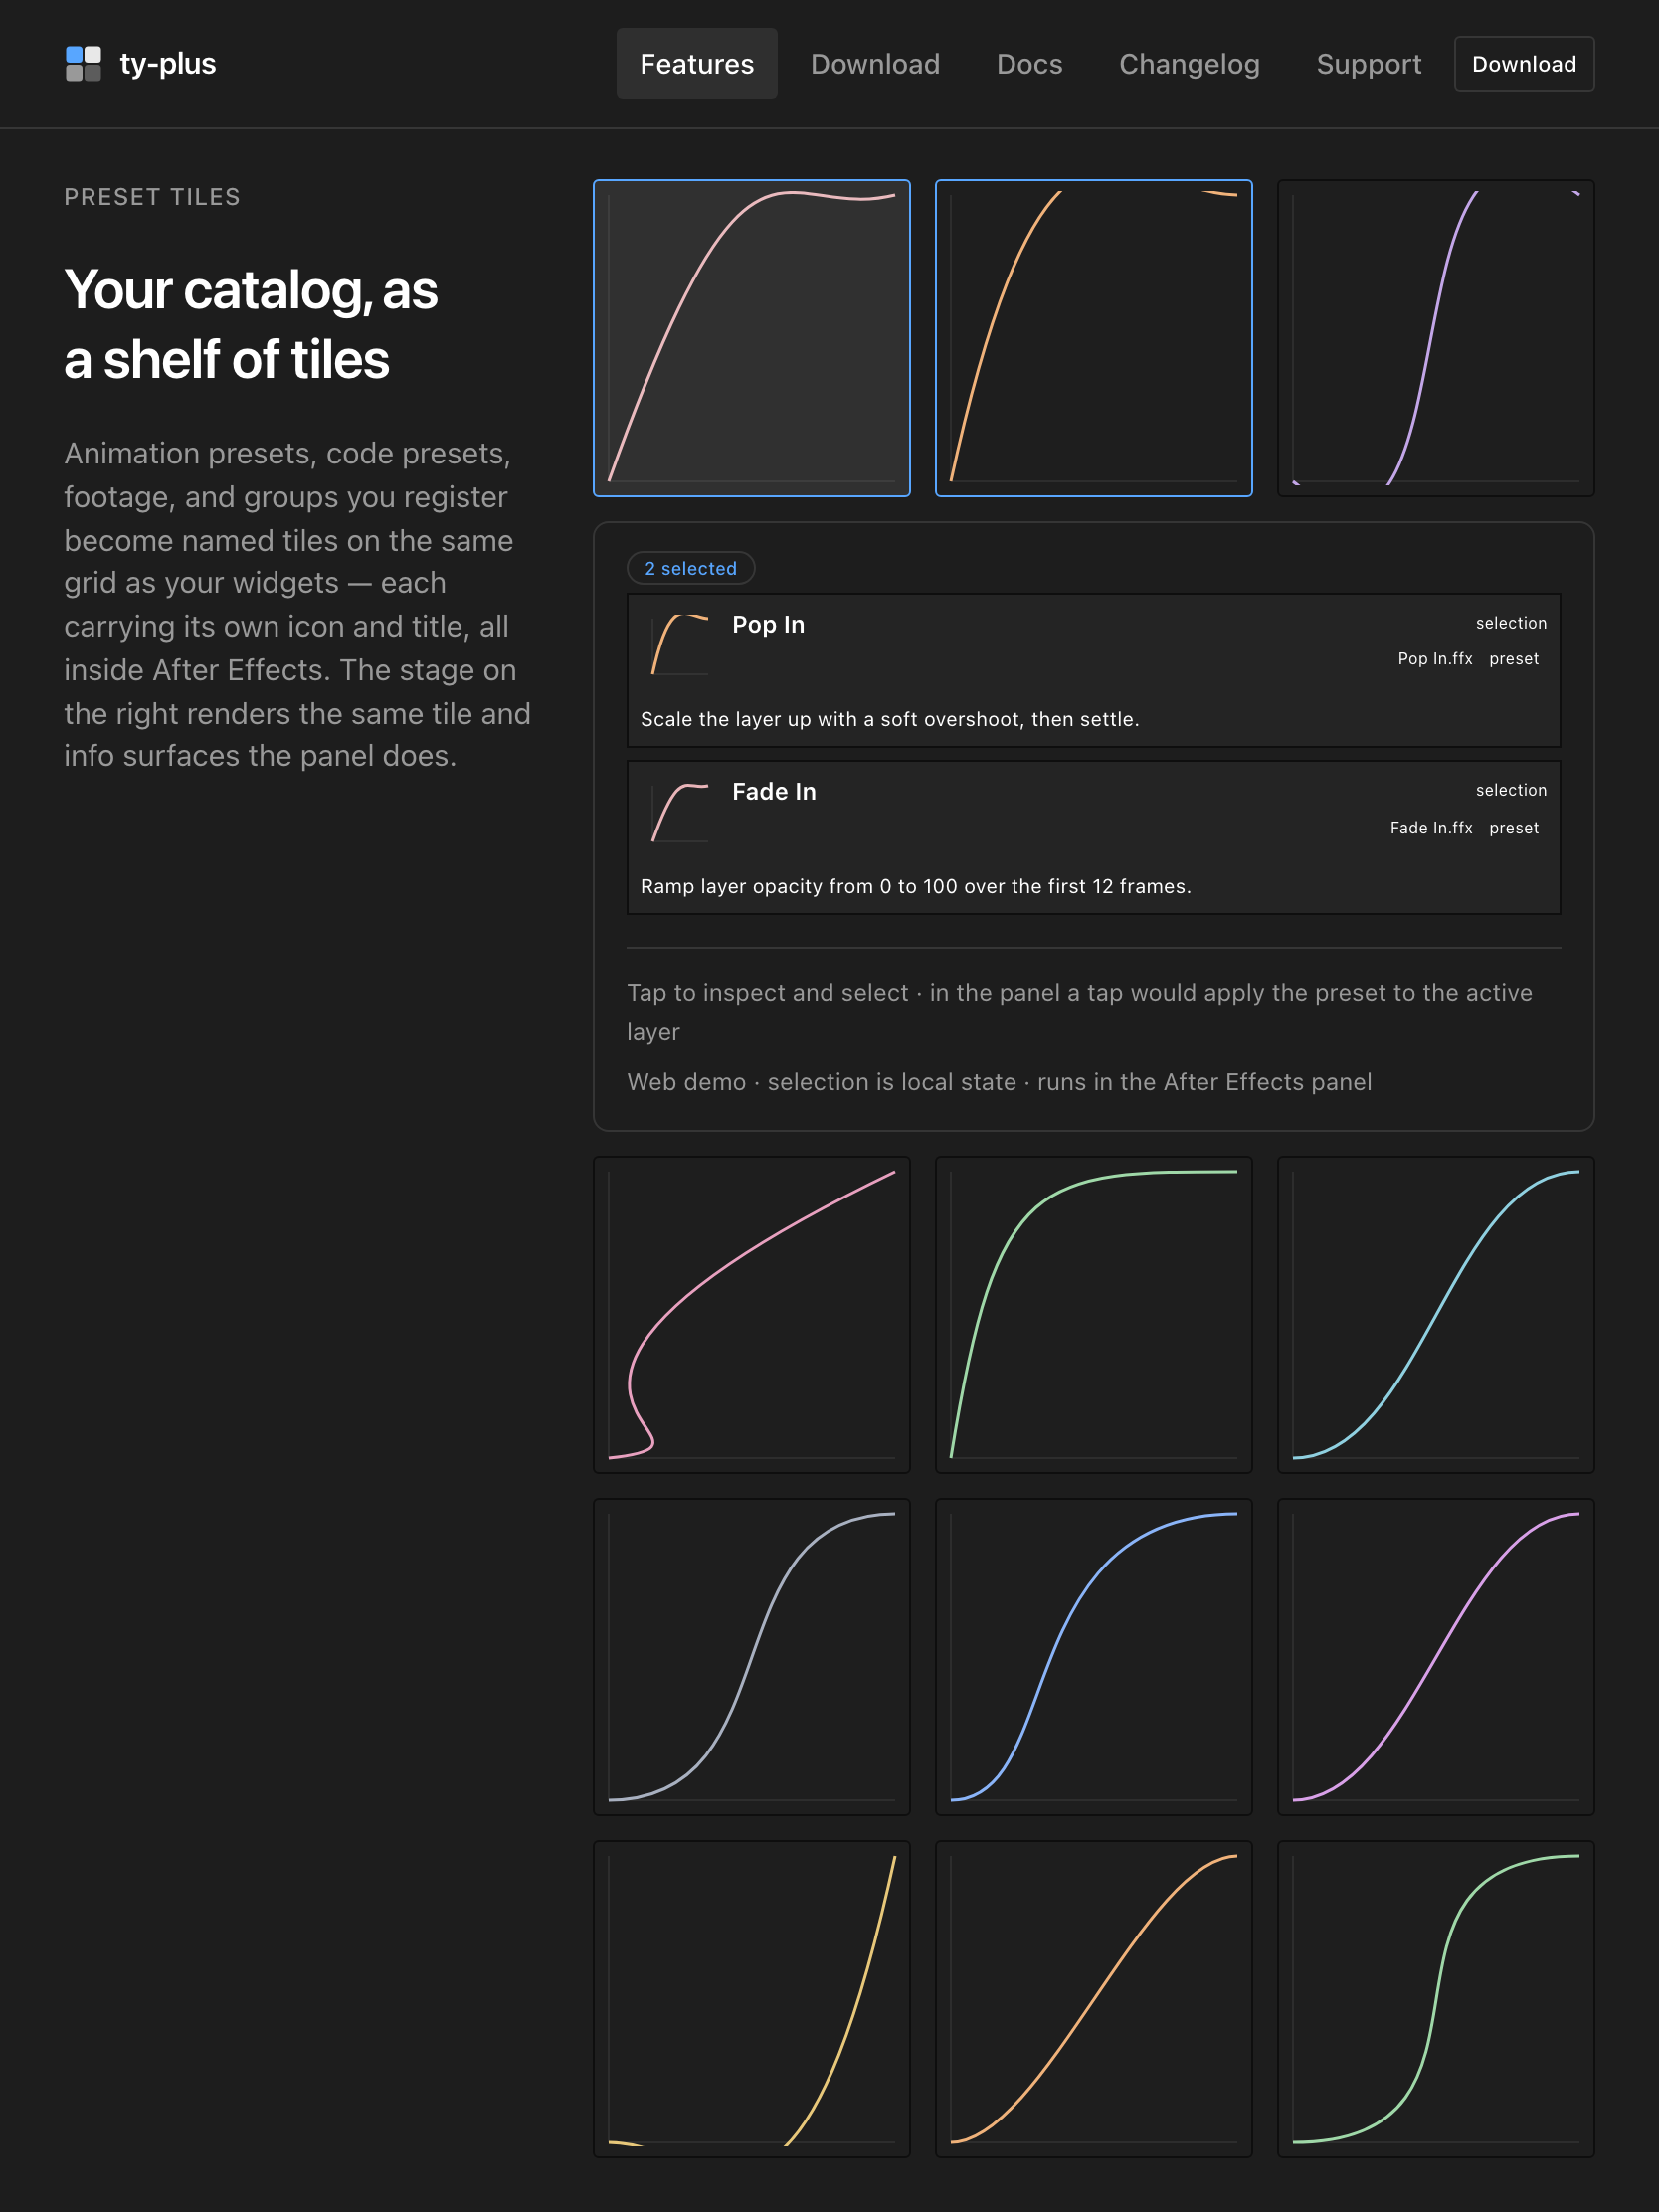 ty-plus
Features
Download
Docs
Changelog
Support
Download
PRESET TILES
Your catalog, as
a shelf of tiles
Animation presets, code presets,
footage, and groups you register
become named tiles on the same
grid as your widgets — each
carrying its own icon and title, all
inside After Effects. The stage on
the right renders the same tile and
info surfaces the panel does.
2 selected
Pop In
selection
Pop In.ffx preset
Scale the layer up with a soft overshoot, then settle.
Fade In
selection
Fade In.ffx preset
Ramp layer opacity from 0 to 100 over the first 12 frames.
Tap to inspect and select · in the panel a tap would apply the preset to the active
layer
Web demo · selection is local state · runs in the After Effects panel